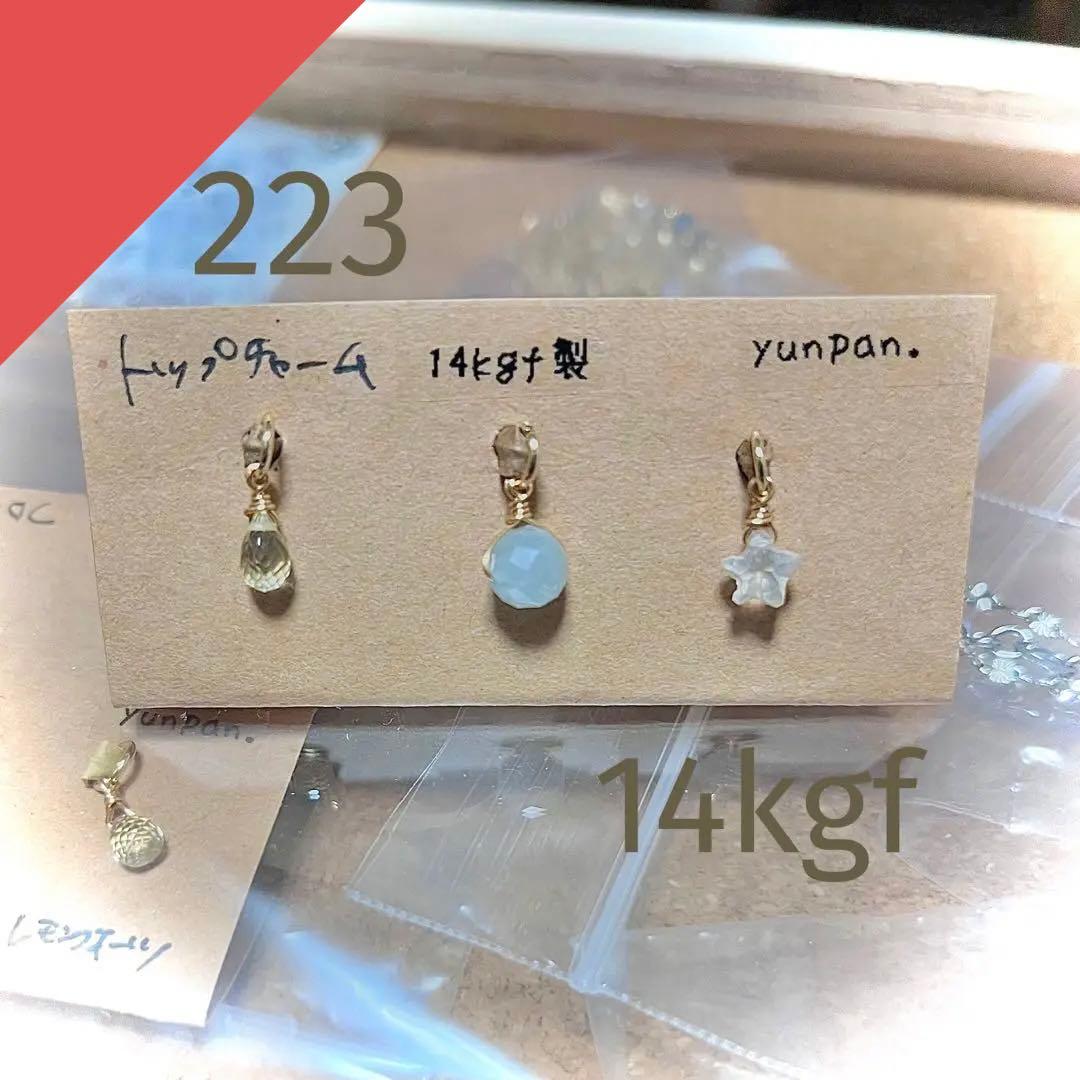 223
トップチャーム 14kgf製 yunpan.
yunpan.
14kgf
レモンクォーツ